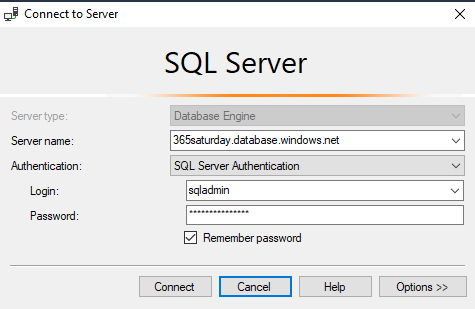 Connect to Server
SQL Server
Server type: Database Engine
Server name: 365saturday.database.windows.net
Authentication: SQL Server Authentication
Login: sqladmin
Password: ***************
Remember password
Connect Cancel Help Options >>